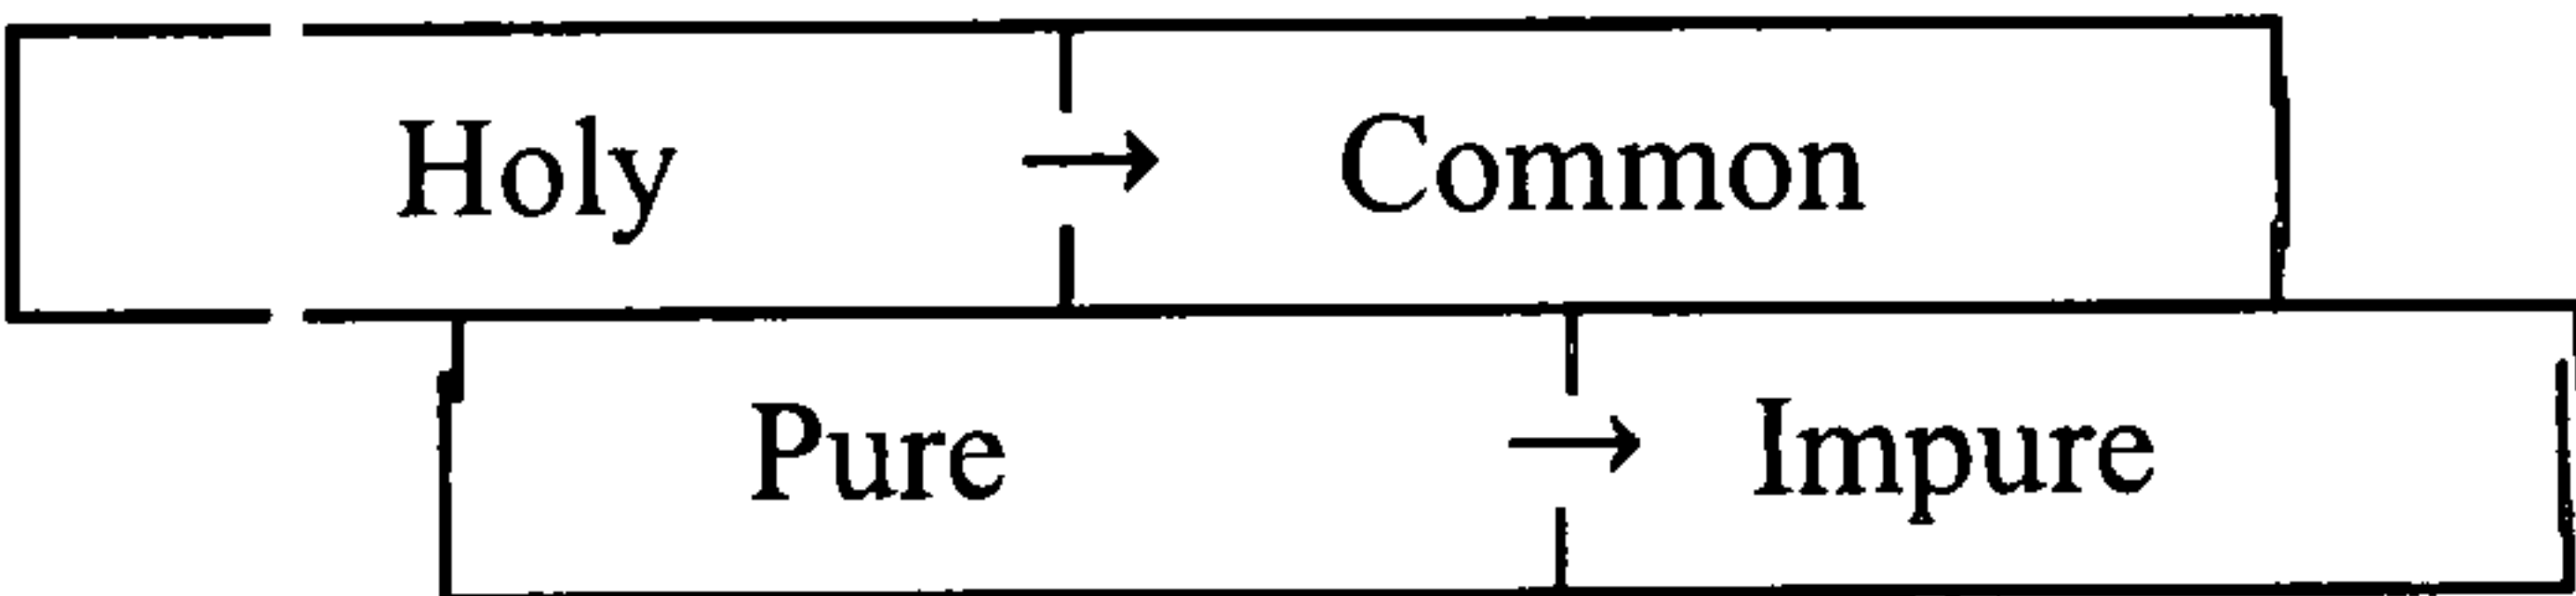 Holy → Common
Pure → Impure